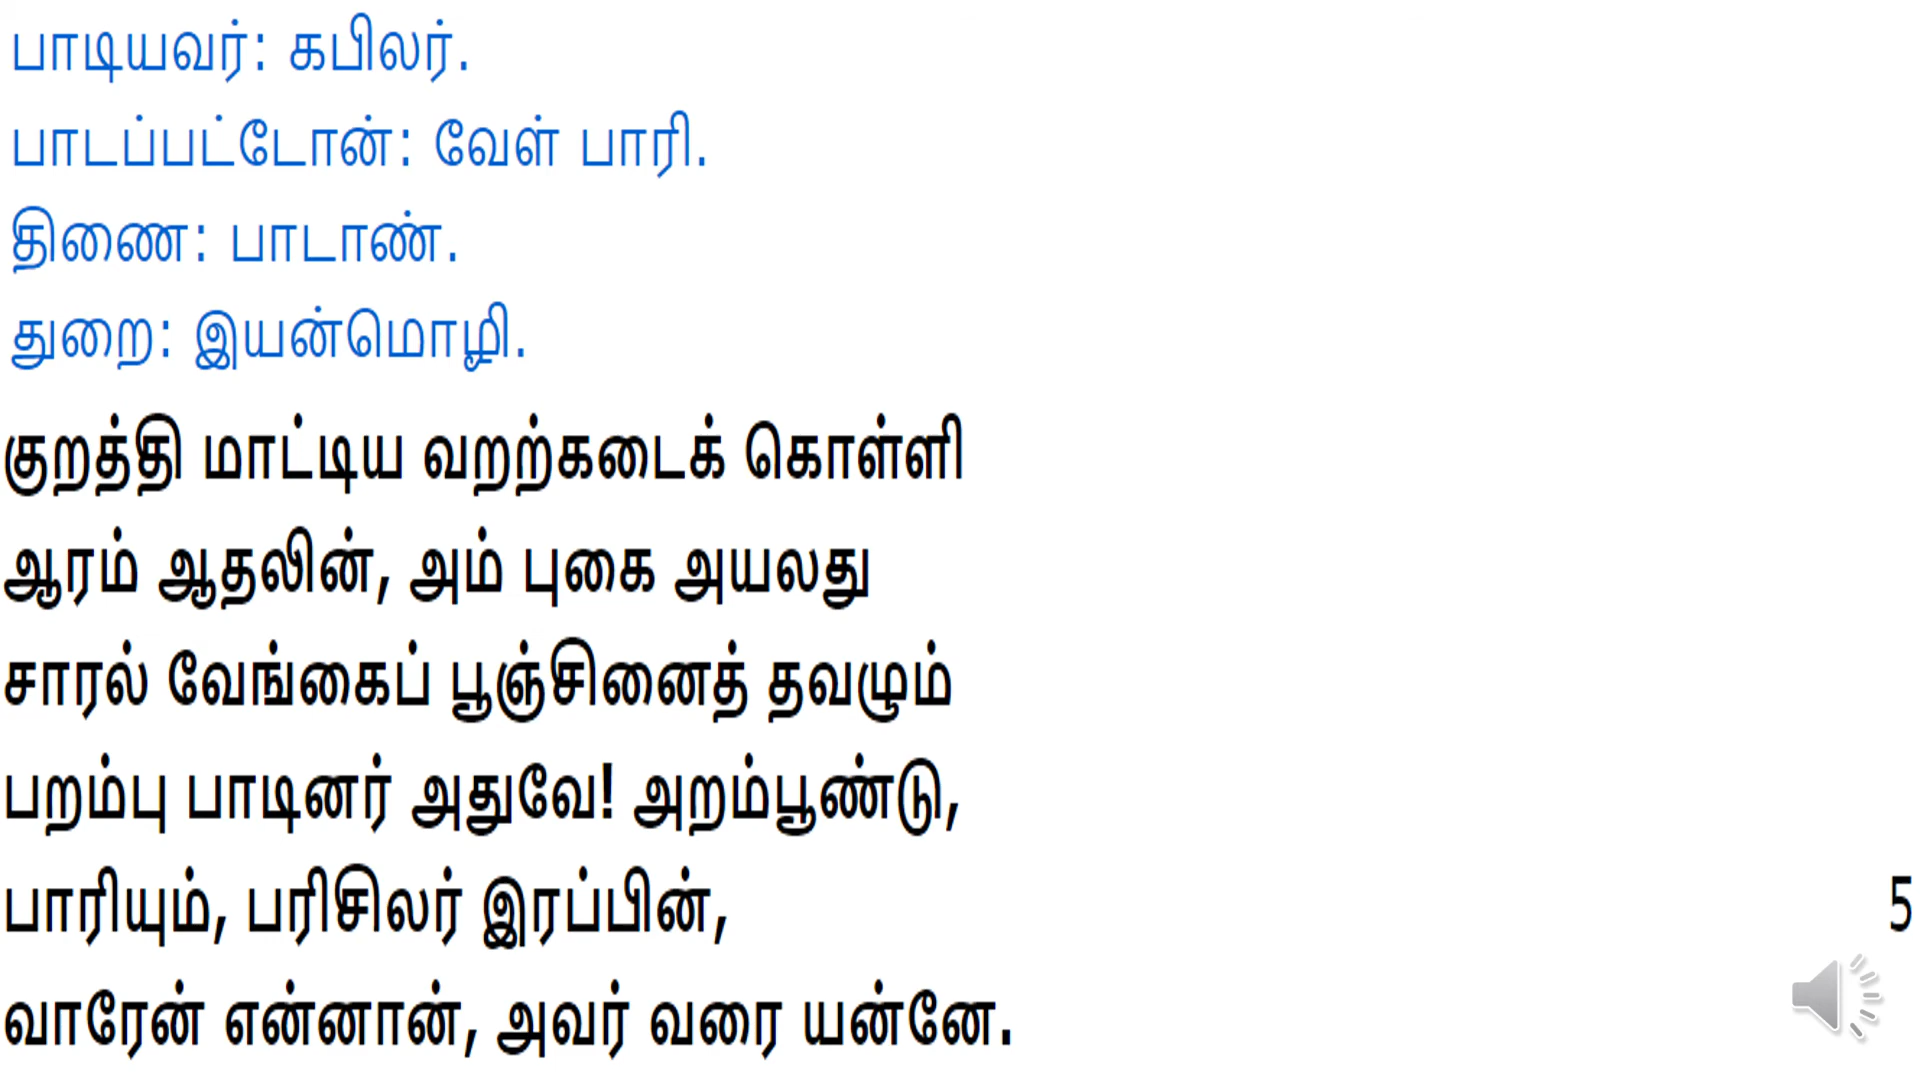 பாடியவர்: கபிலர்.
பாடப்பட்டோன்: வேள் பாரி.
திணை: பாடாண்.
துறை: இயன்மொழி.
குறத்தி மாட்டிய வறற்கடைக் கொள்ளி
ஆரம் ஆதலின், அம் புகை அயலது
சாரல் வேங்கைப் பூஞ்சினைத் தவழும்
பறம்பு பாடினர் அதுவே! அறம்பூண்டு,
பாரியும், பரிசிலர் இரப்பின், 5
வாரேன் என்னான், அவர் வரை யன்னே.